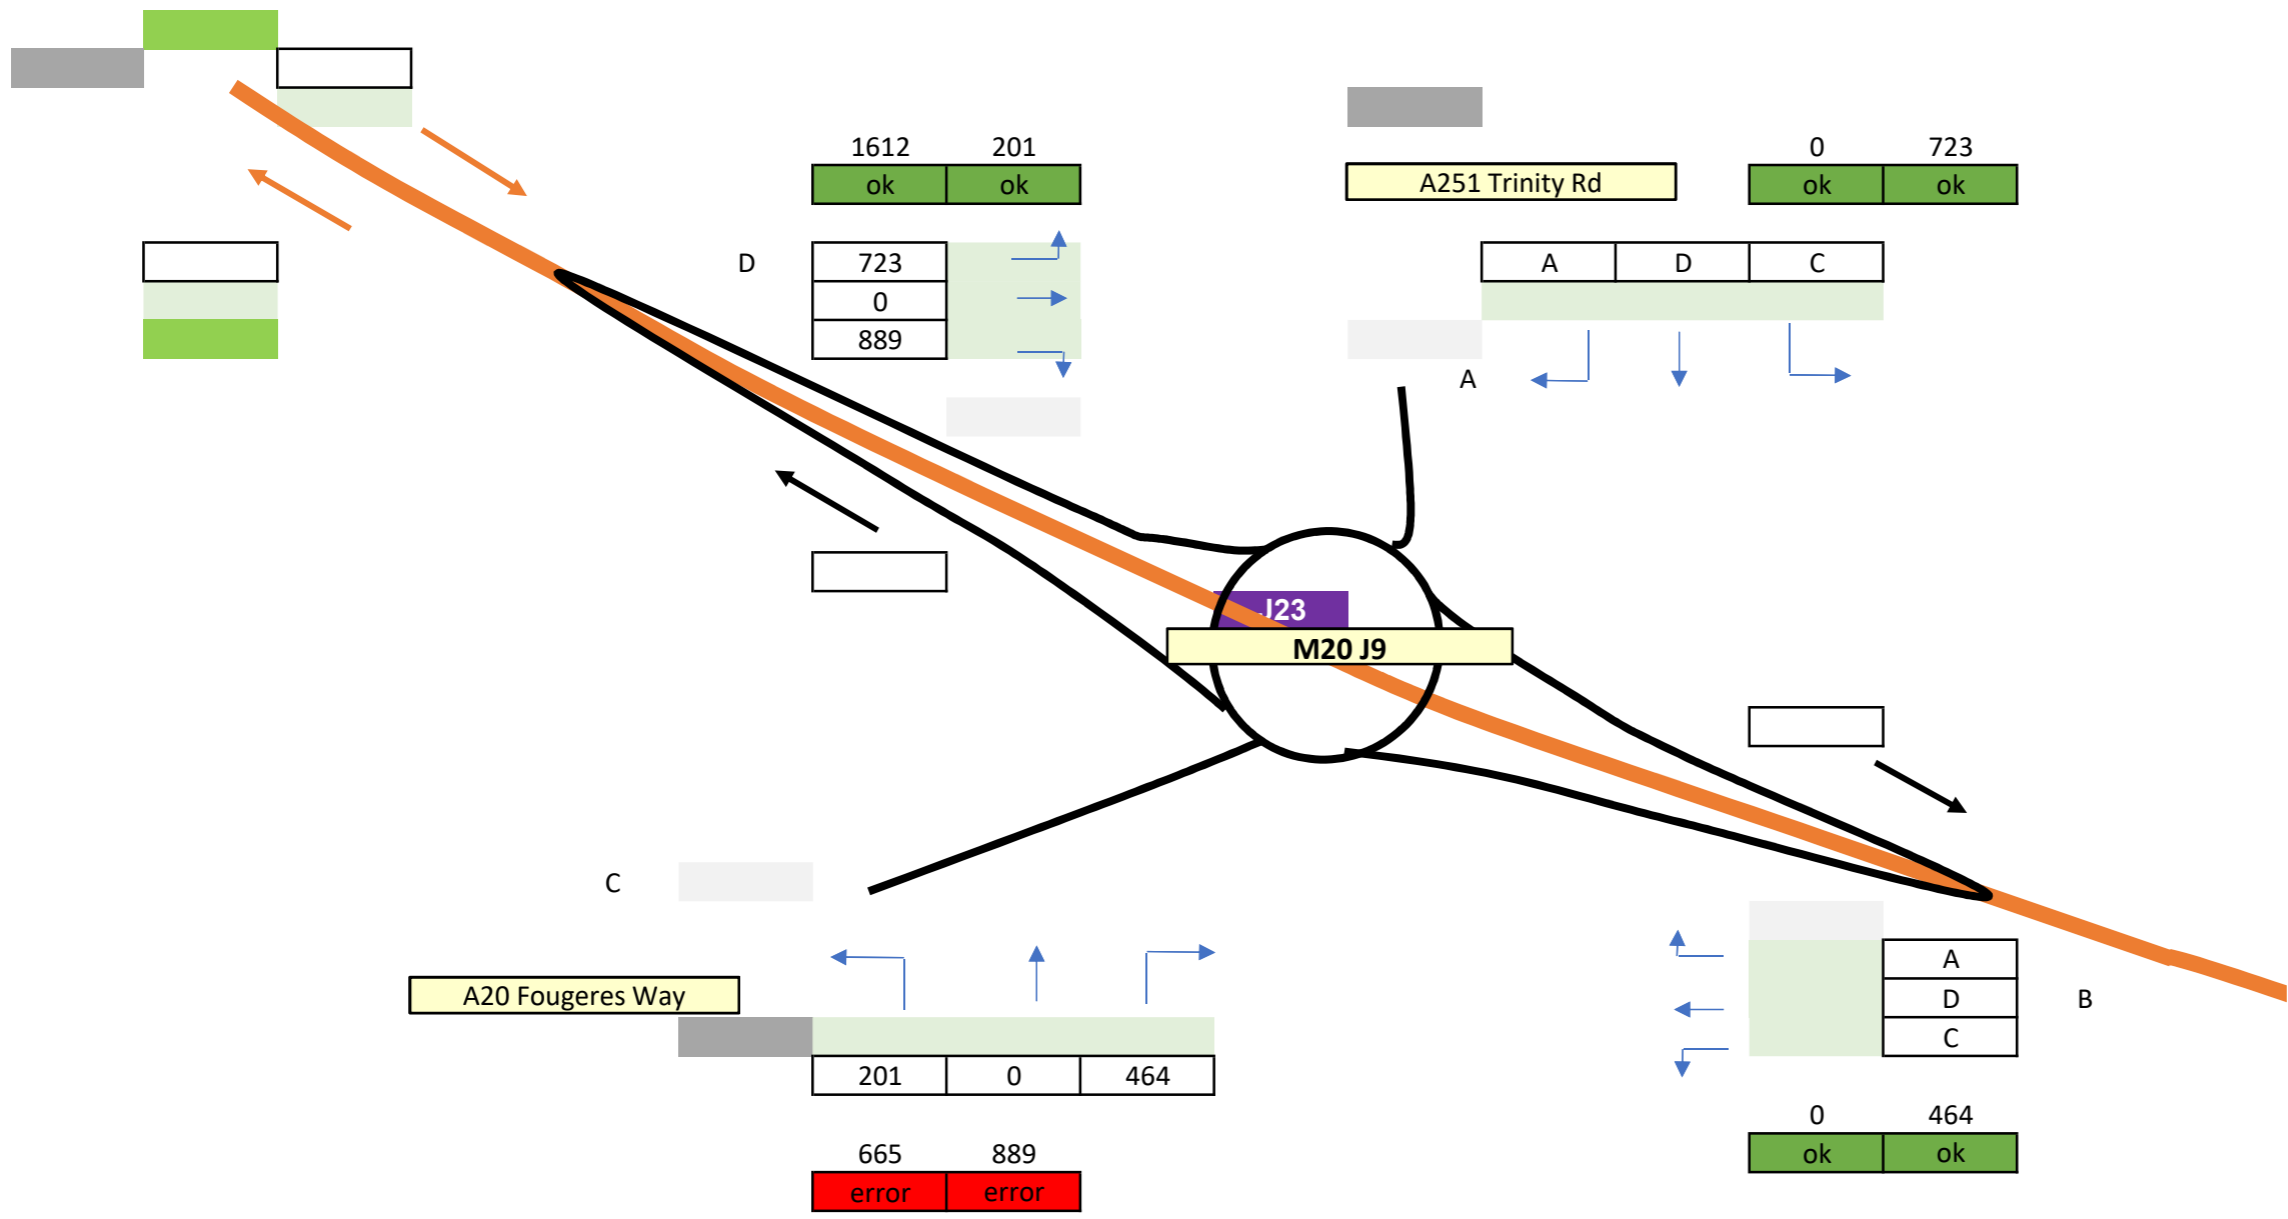 1612 201
ok ok
A251 Trinity Rd
0 723
ok ok
D
723
0
889
A D C
A
J23
M20 J9
C
A20 Fougeres Way
201 0 464
665 889
error error
A
D
C
B
0 464
ok ok